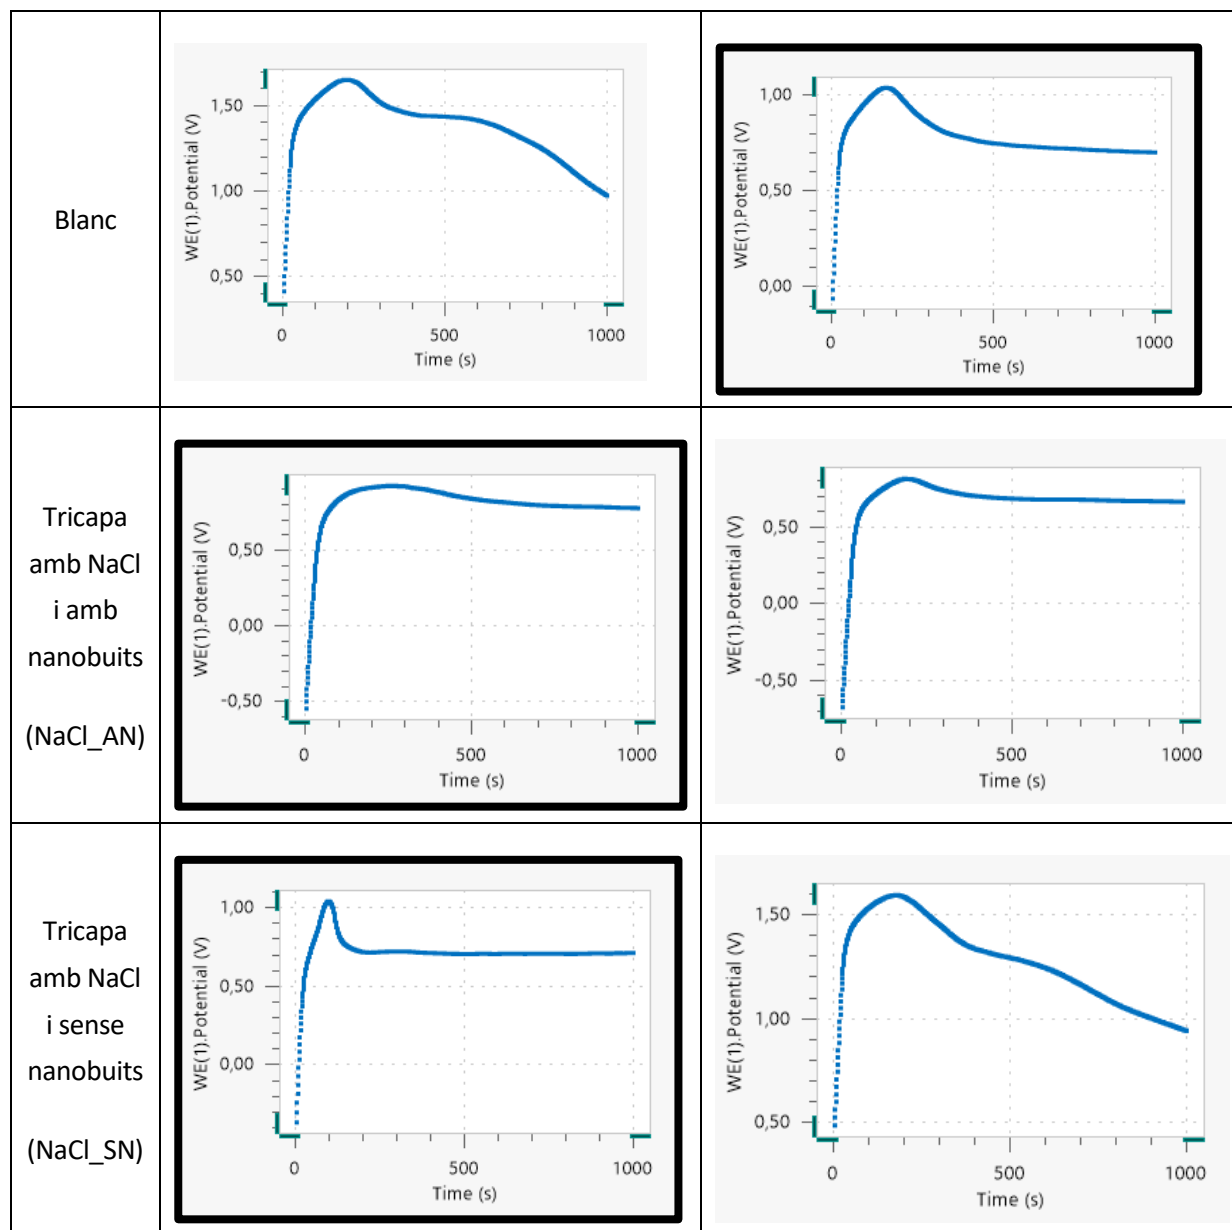 Blanc
WE(1).Potential (V)
1,50
1,00
0,50
0
500
1000
Time (s)
WE(1).Potential (V)
1,00
0,50
0,00
0
500
1000
Time (s)
Tricapa
amb NaCl
i amb
nanobuits
(NaCl_AN)
WE(1).Potential (V)
0,50
0,00
-0,50
0
500
1000
Time (s)
WE(1).Potential (V)
0,50
0,00
-0,50
0
500
1000
Time (s)
Tricapa
amb NaCl
i sense
nanobuits
(NaCl_SN)
WE(1).Potential (V)
1,00
0,50
0,00
0
500
1000
Time (s)
WE(1).Potential (V)
1,50
1,00
0,50
0
500
1000
Time (s)